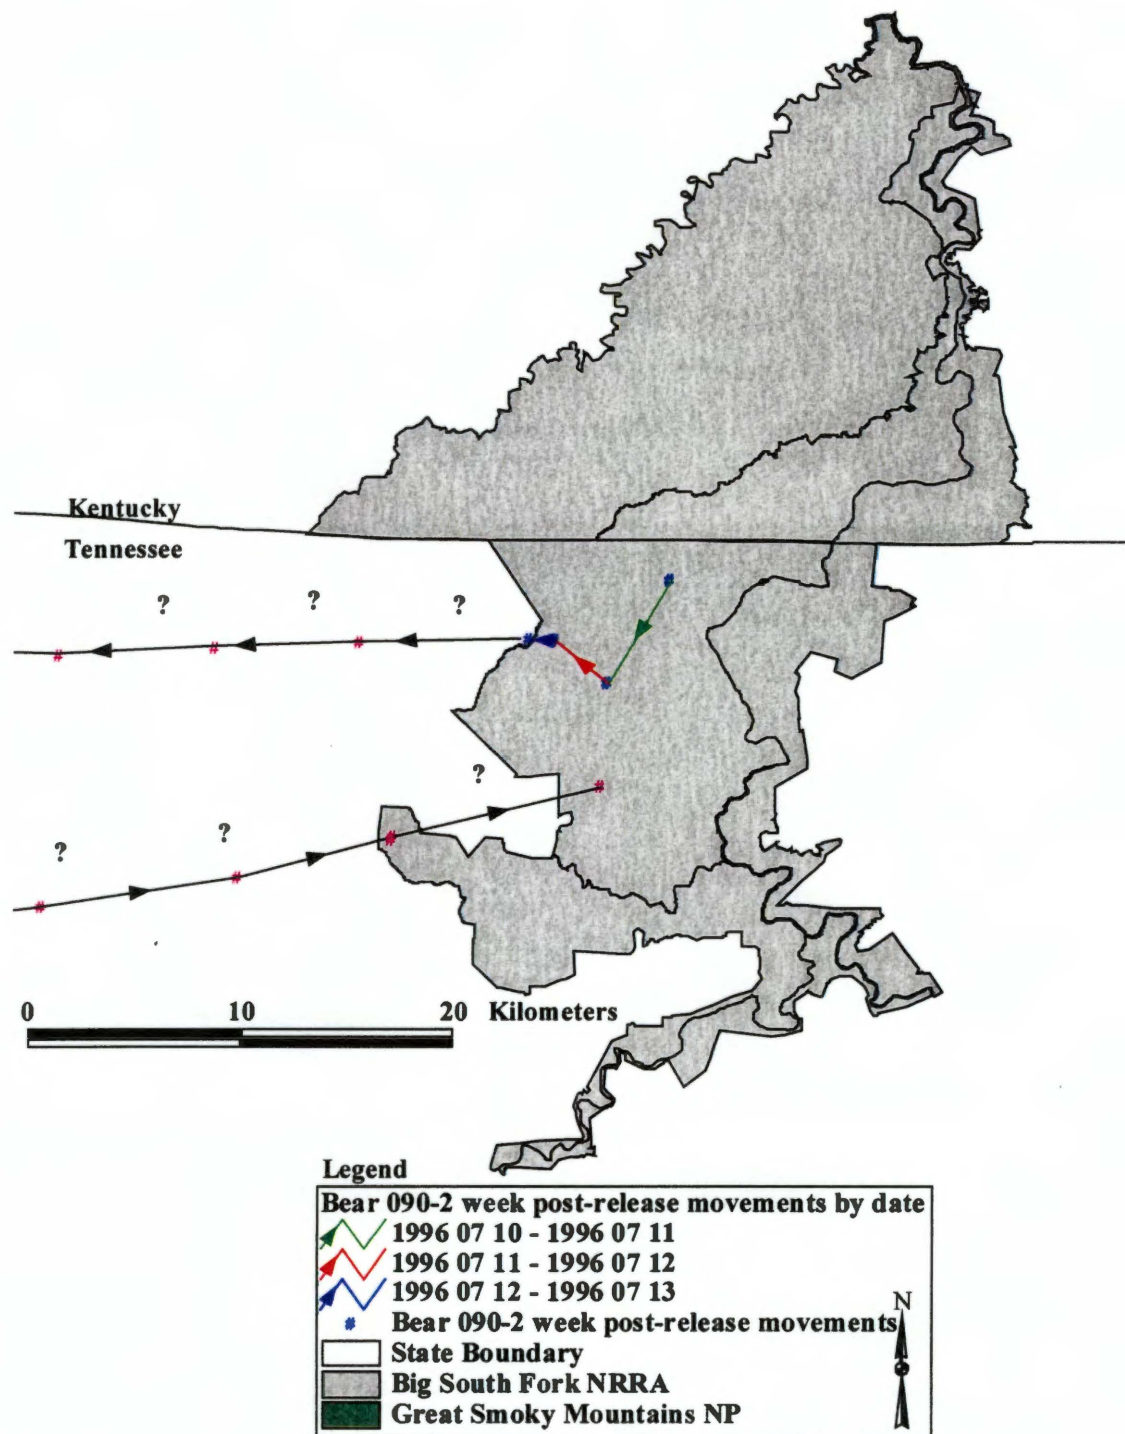 Kentucky
Tennessee
? ? ?
?
?
?
0 10 20 Kilometers
Legend
Bear 090-2 week post-release movements by date
1996 07 10 - 1996 07 11
1996 07 11 - 1996 07 12
1996 07 12 - 1996 07 13
# Bear 090-2 week post-release movements
State Boundary
Big South Fork NRRA
Great Smoky Mountains NP
N